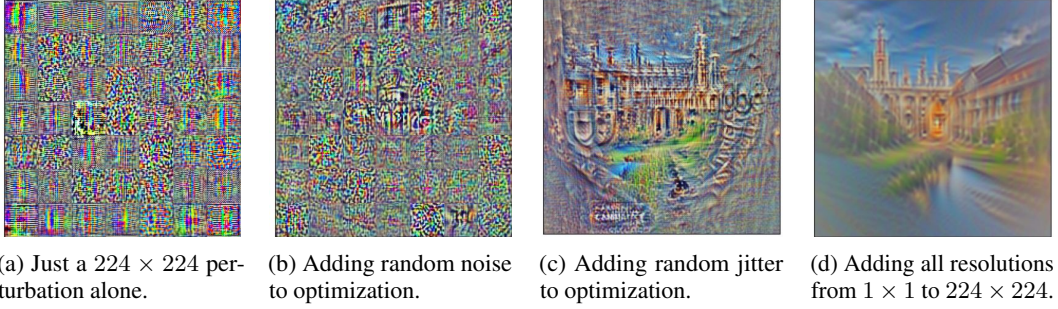 (a) Just a 224 × 224 per-
turbation alone.
(b) Adding random noise
to optimization.
(c) Adding random jitter
to optimization.
(d) Adding all resolutions
from 1 × 1 to 224 × 224.